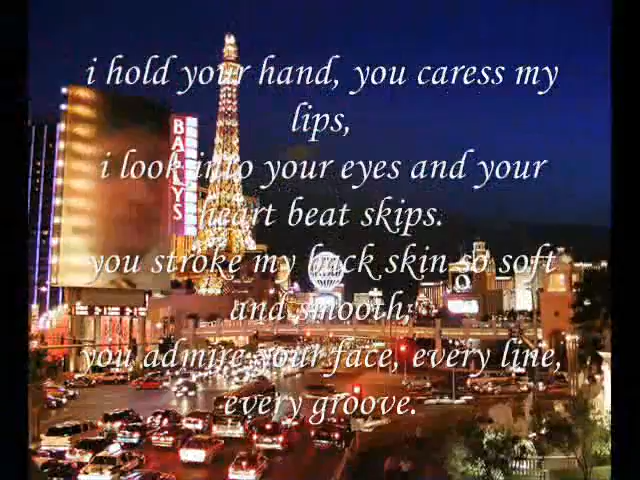 i hold your hand, you caress my
lips,
i look into your eyes and your
heart beat skips.
you stroke my back skin so soft
and smooth,
you admire your face, every line,
every groove.
BALLYS